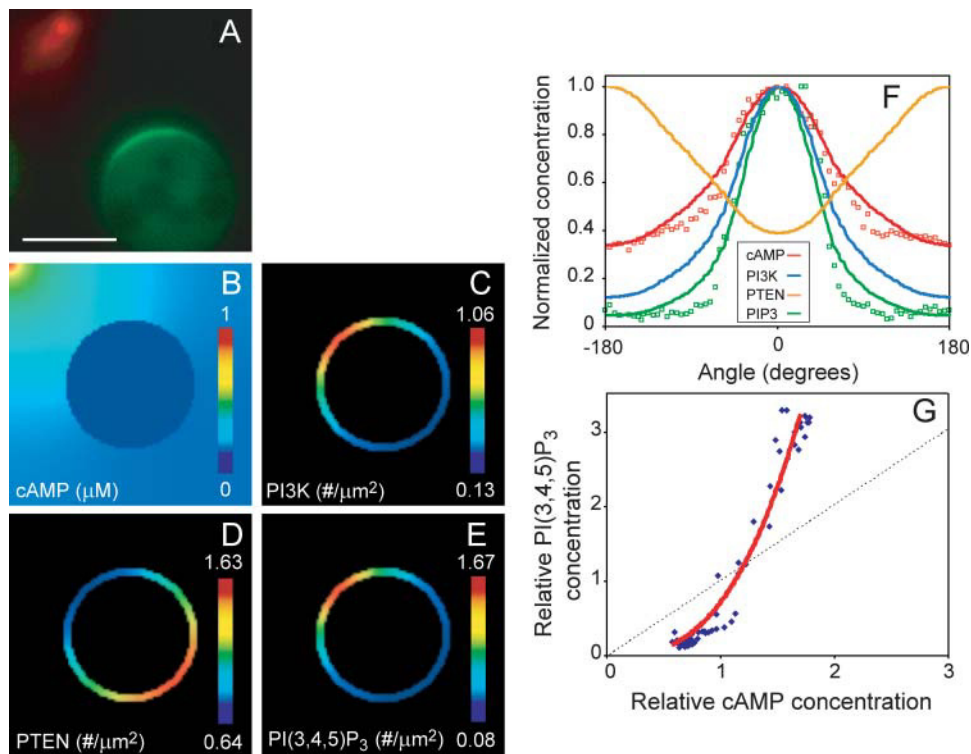 A
B
1
cAMP (μM)
0
C
1.06
PI3K (#/μm²)
0.13
D
1.63
PTEN (#/μm²)
0.64
E
1.67
PI(3,4,5)P₃ (#/μm²)
0.08
F
Normalized concentration
1.0
0.8
0.6
0.4
0.2
0
cAMP
PI3K
PTEN
PIP3
-180
0
180
Angle (degrees)
G
Relative PI(3,4,5)P₃
concentration
3
2
1
0
0
1
2
3
Relative cAMP concentration